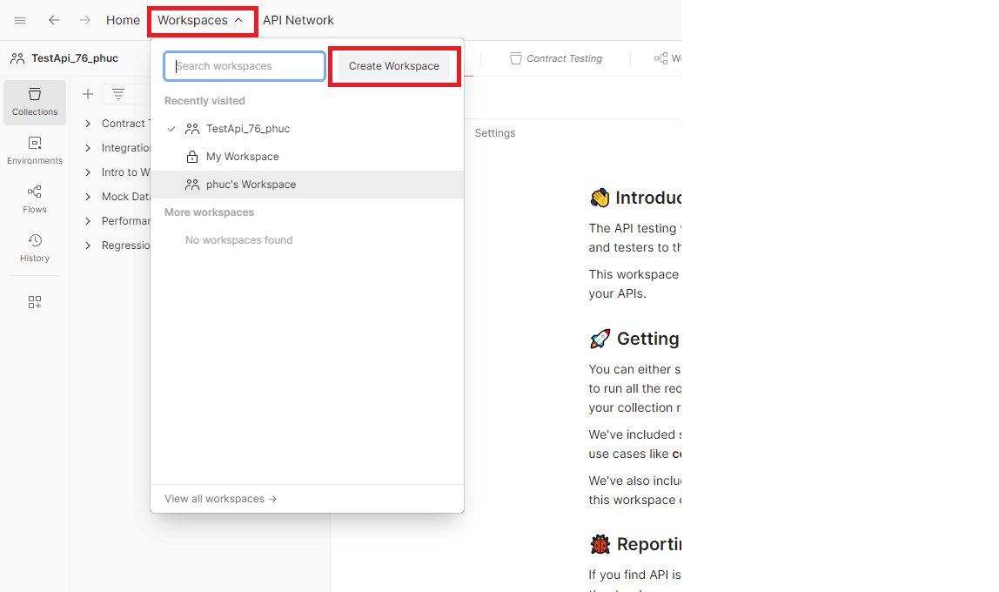 Home Workspaces API Network
TestApi_76_phuc
Search workspaces
Create Workspace
Contract Testing
Collections
Environments
Flows
History
Contract
Integration
Intro to W
Mock Data
Performan
Regressio
Recently visited
TestApi_76_phuc
My Workspace
phuc's Workspace
More workspaces
No workspaces found
View all workspaces →
Settings
👋 Introduc
The API testing
and testers to th
This workspace
your APIs.
🚀 Getting
You can either s
to run all the req
your collection r
We've included s
use cases like
We've also inclu
this workspace
🐞 Reportin
If you find API is